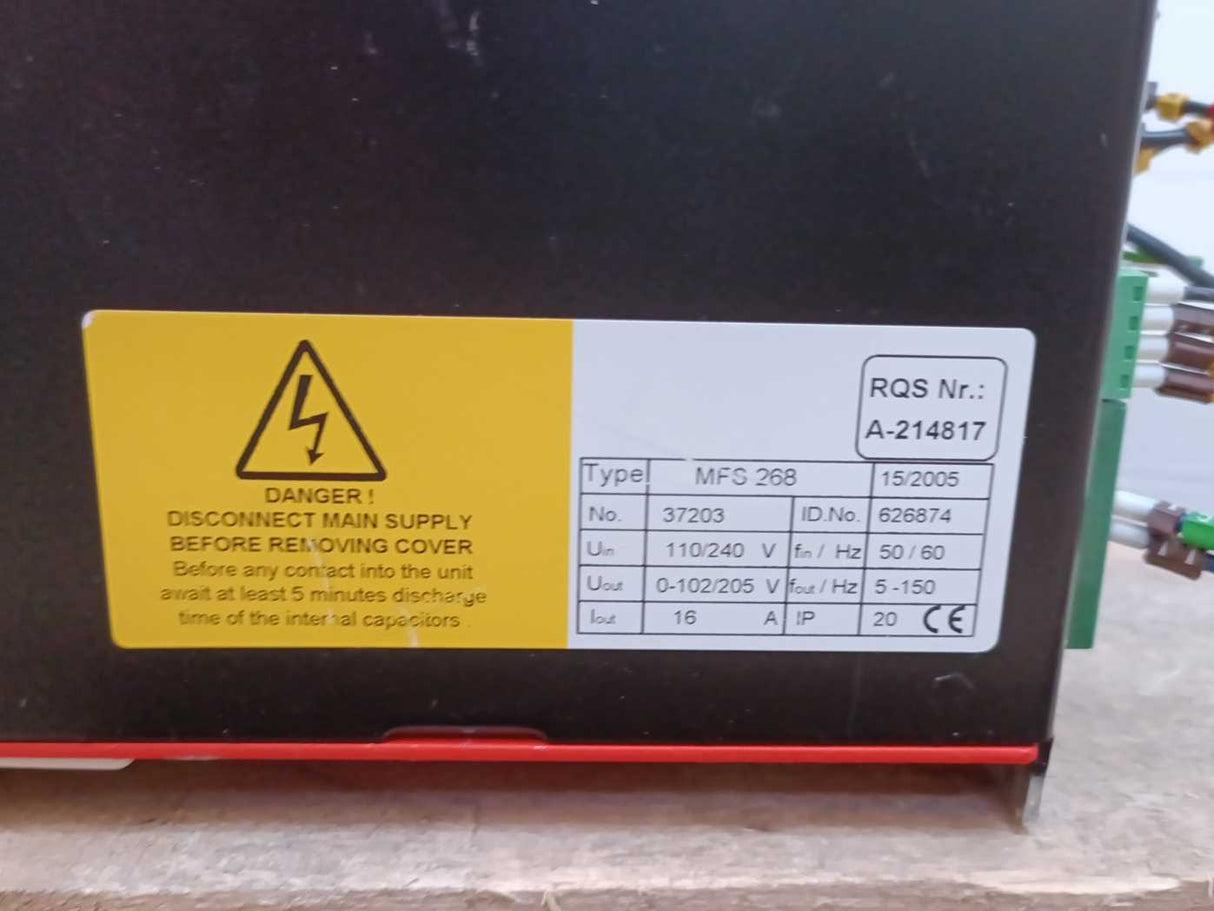 DANGER !
DISCONNECT MAIN SUPPLY
BEFORE REMOVING COVER
Before any contact into the unit
await at least 5 minutes discharge
time of the internal capacitors .
RQS Nr.:
A-214817
Type MFS 268 15/2005
No. 37203 ID.No. 626874
Uin 110/240 V fin / Hz 50 / 60
Uout 0-102/205 V fout / Hz 5 -150
Iout 16 A IP 20 CE